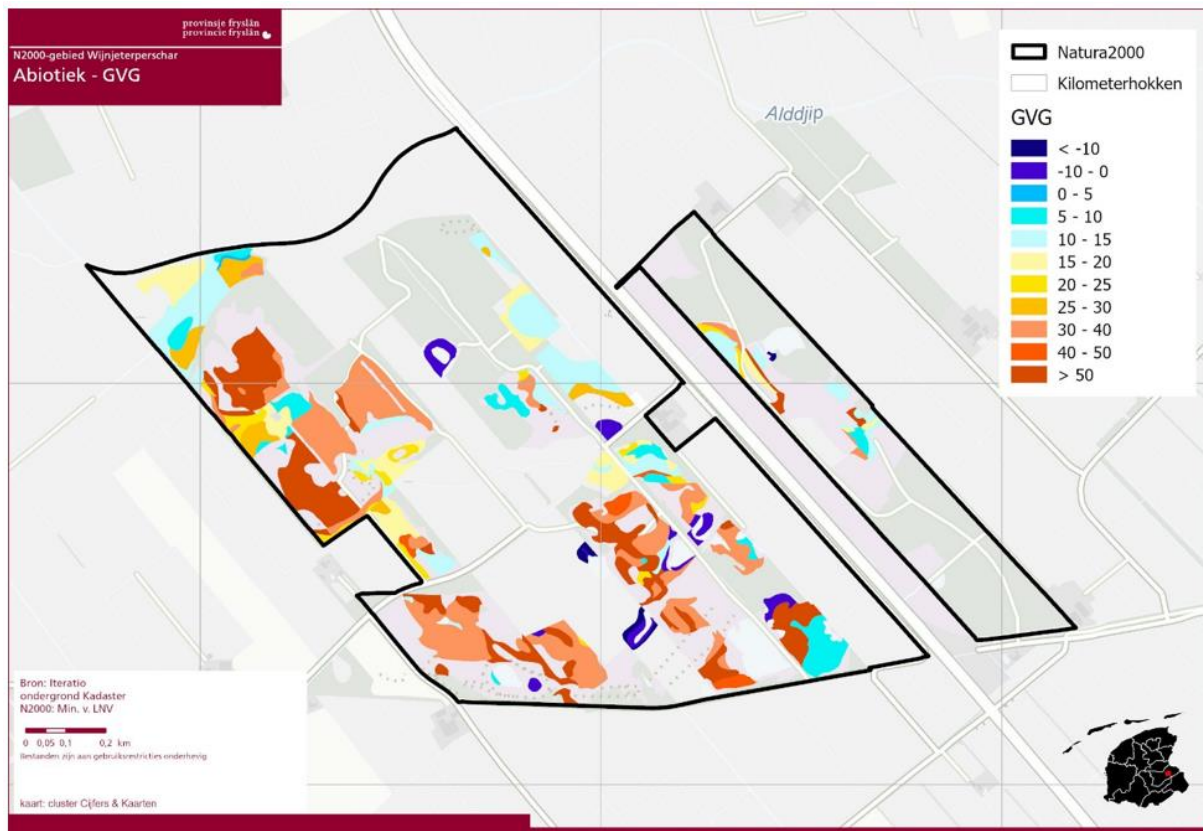 provinsje fryslân
provincie fryslân
N2000-gebied Wijnjeterperschar
Abiotiek - GVG
Alddjip
Natura2000
Kilometerhokken
GVG
< -10
-10 - 0
0 - 5
5 - 10
10 - 15
15 - 20
20 - 25
25 - 30
30 - 40
40 - 50
> 50
Bron: Iteratio
ondergrond Kadaster
N2000: Min. v. LNV
0 0,05 0,1 0,2 km
Bestanden zijn aan gebruiksrestricties onderhevig
kaart: cluster Cijfers & Kaarten